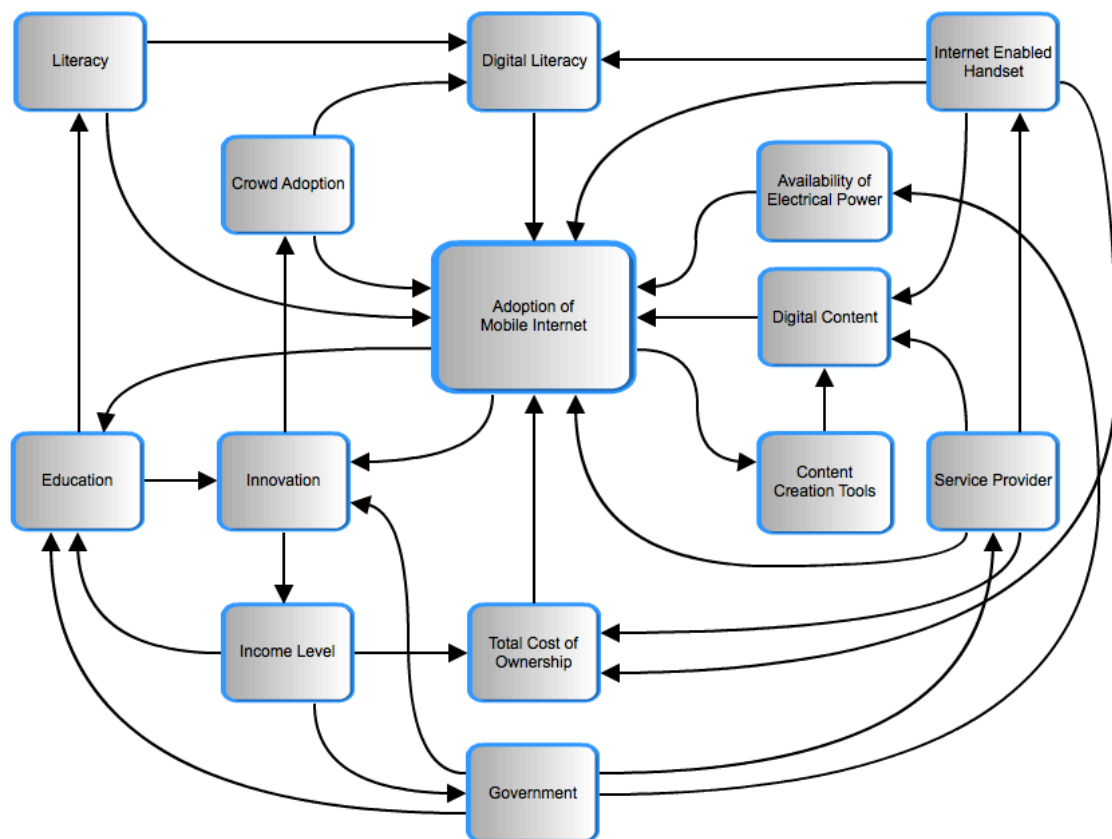 Literacy
Digital Literacy
Internet Enabled
Handset
Crowd Adoption
Availability of
Electrical Power
Adoption of
Mobile Internet
Digital Content
Education
Innovation
Content
Creation Tools
Service Provider
Income Level
Total Cost of
Ownership
Government